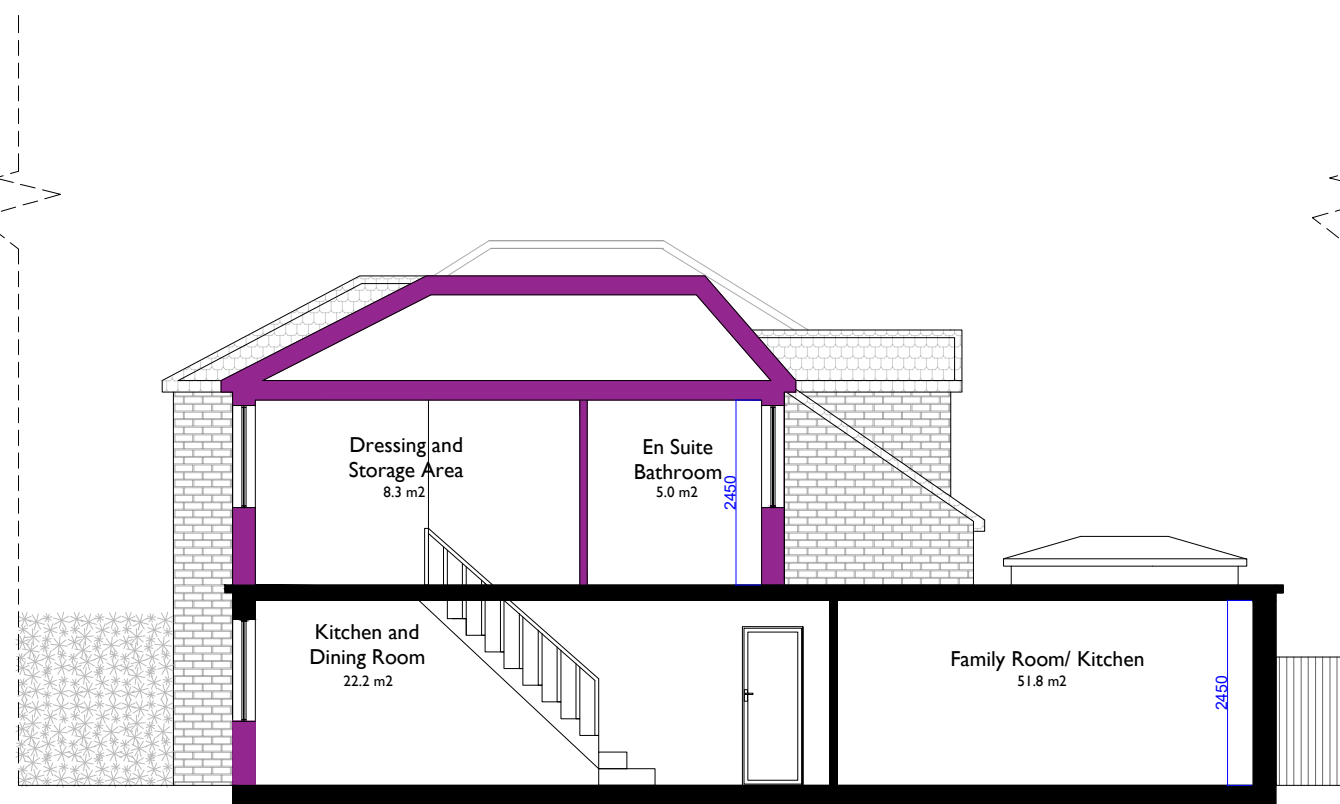 Dressing and
Storage Area
8.3 m2
En Suite
Bathroom
5.0 m2
2450
Kitchen and
Dining Room
22.2 m2
Family Room/ Kitchen
51.8 m2
2450